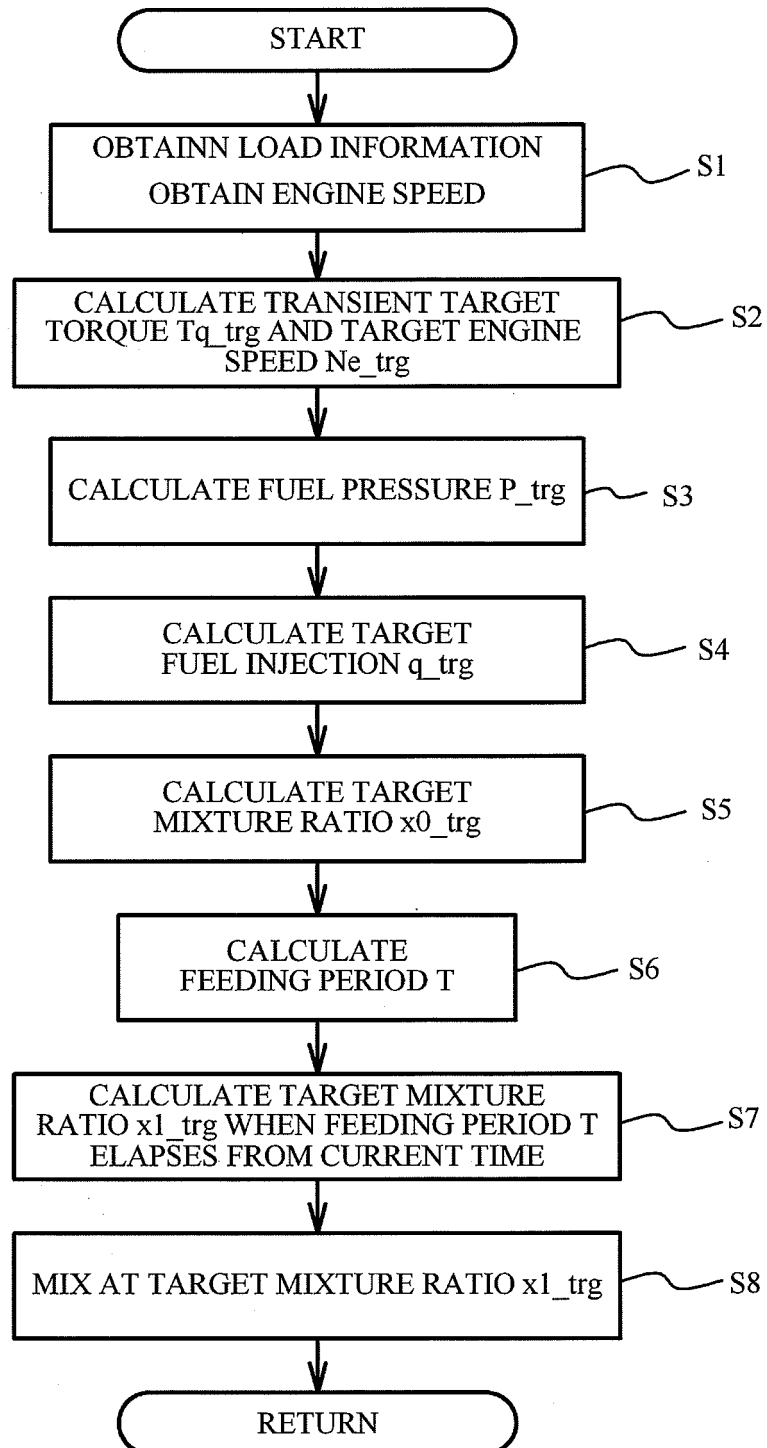 START
OBTAINN LOAD INFORMATION
OBTAIN ENGINE SPEED
S1
CALCULATE TRANSIENT TARGET
TORQUE Tq_trg AND TARGET ENGINE
SPEED Ne_trg
S2
CALCULATE FUEL PRESSURE P_trg
S3
CALCULATE TARGET
FUEL INJECTION q_trg
S4
CALCULATE TARGET
MIXTURE RATIO x0_trg
S5
CALCULATE
FEEDING PERIOD T
S6
CALCULATE TARGET MIXTURE
RATIO x1_trg WHEN FEEDING PERIOD T
ELAPSES FROM CURRENT TIME
S7
MIX AT TARGET MIXTURE RATIO x1_trg
S8
RETURN